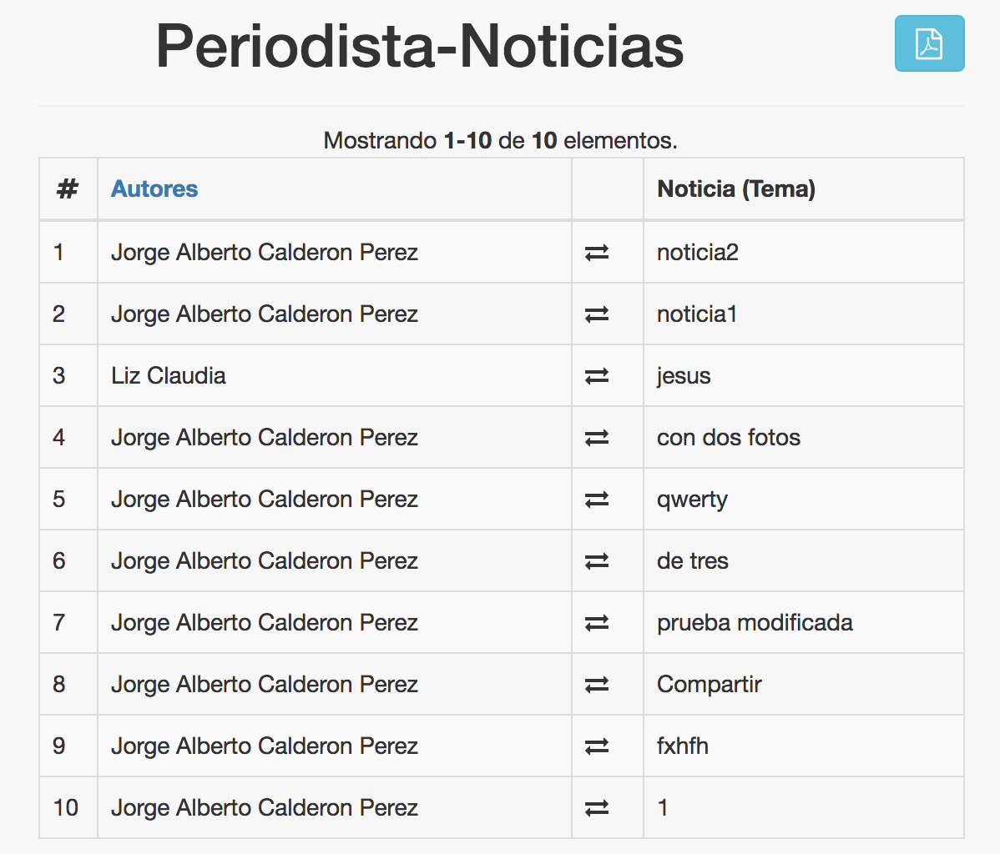 Periodista-Noticias
Mostrando 1-10 de 10 elementos.
# Autores Noticia (Tema)
1 Jorge Alberto Calderon Perez noticia2
2 Jorge Alberto Calderon Perez noticia1
3 Liz Claudia jesus
4 Jorge Alberto Calderon Perez con dos fotos
5 Jorge Alberto Calderon Perez qwerty
6 Jorge Alberto Calderon Perez de tres
7 Jorge Alberto Calderon Perez prueba modificada
8 Jorge Alberto Calderon Perez Compartir
9 Jorge Alberto Calderon Perez fxhfh
10 Jorge Alberto Calderon Perez 1